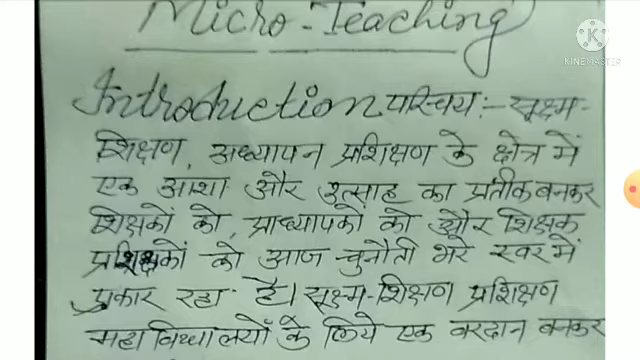 Micro-Teaching
KINEMASTER
Introduction परिचय:- सूक्ष्म-
शिक्षण, अध्यापन प्रशिक्षण के क्षेत्र में
एक आशा और उत्साह का प्रतीक बनकर
शिक्षकों को, प्राध्यापकों को और शिक्षक
प्रशिक्षकों को आज चुनौती भरे स्वर में
पुकार रहा है। सूक्ष्म-शिक्षण प्रशिक्षण
महाविद्यालयों के लिये एक वरदान बनकर